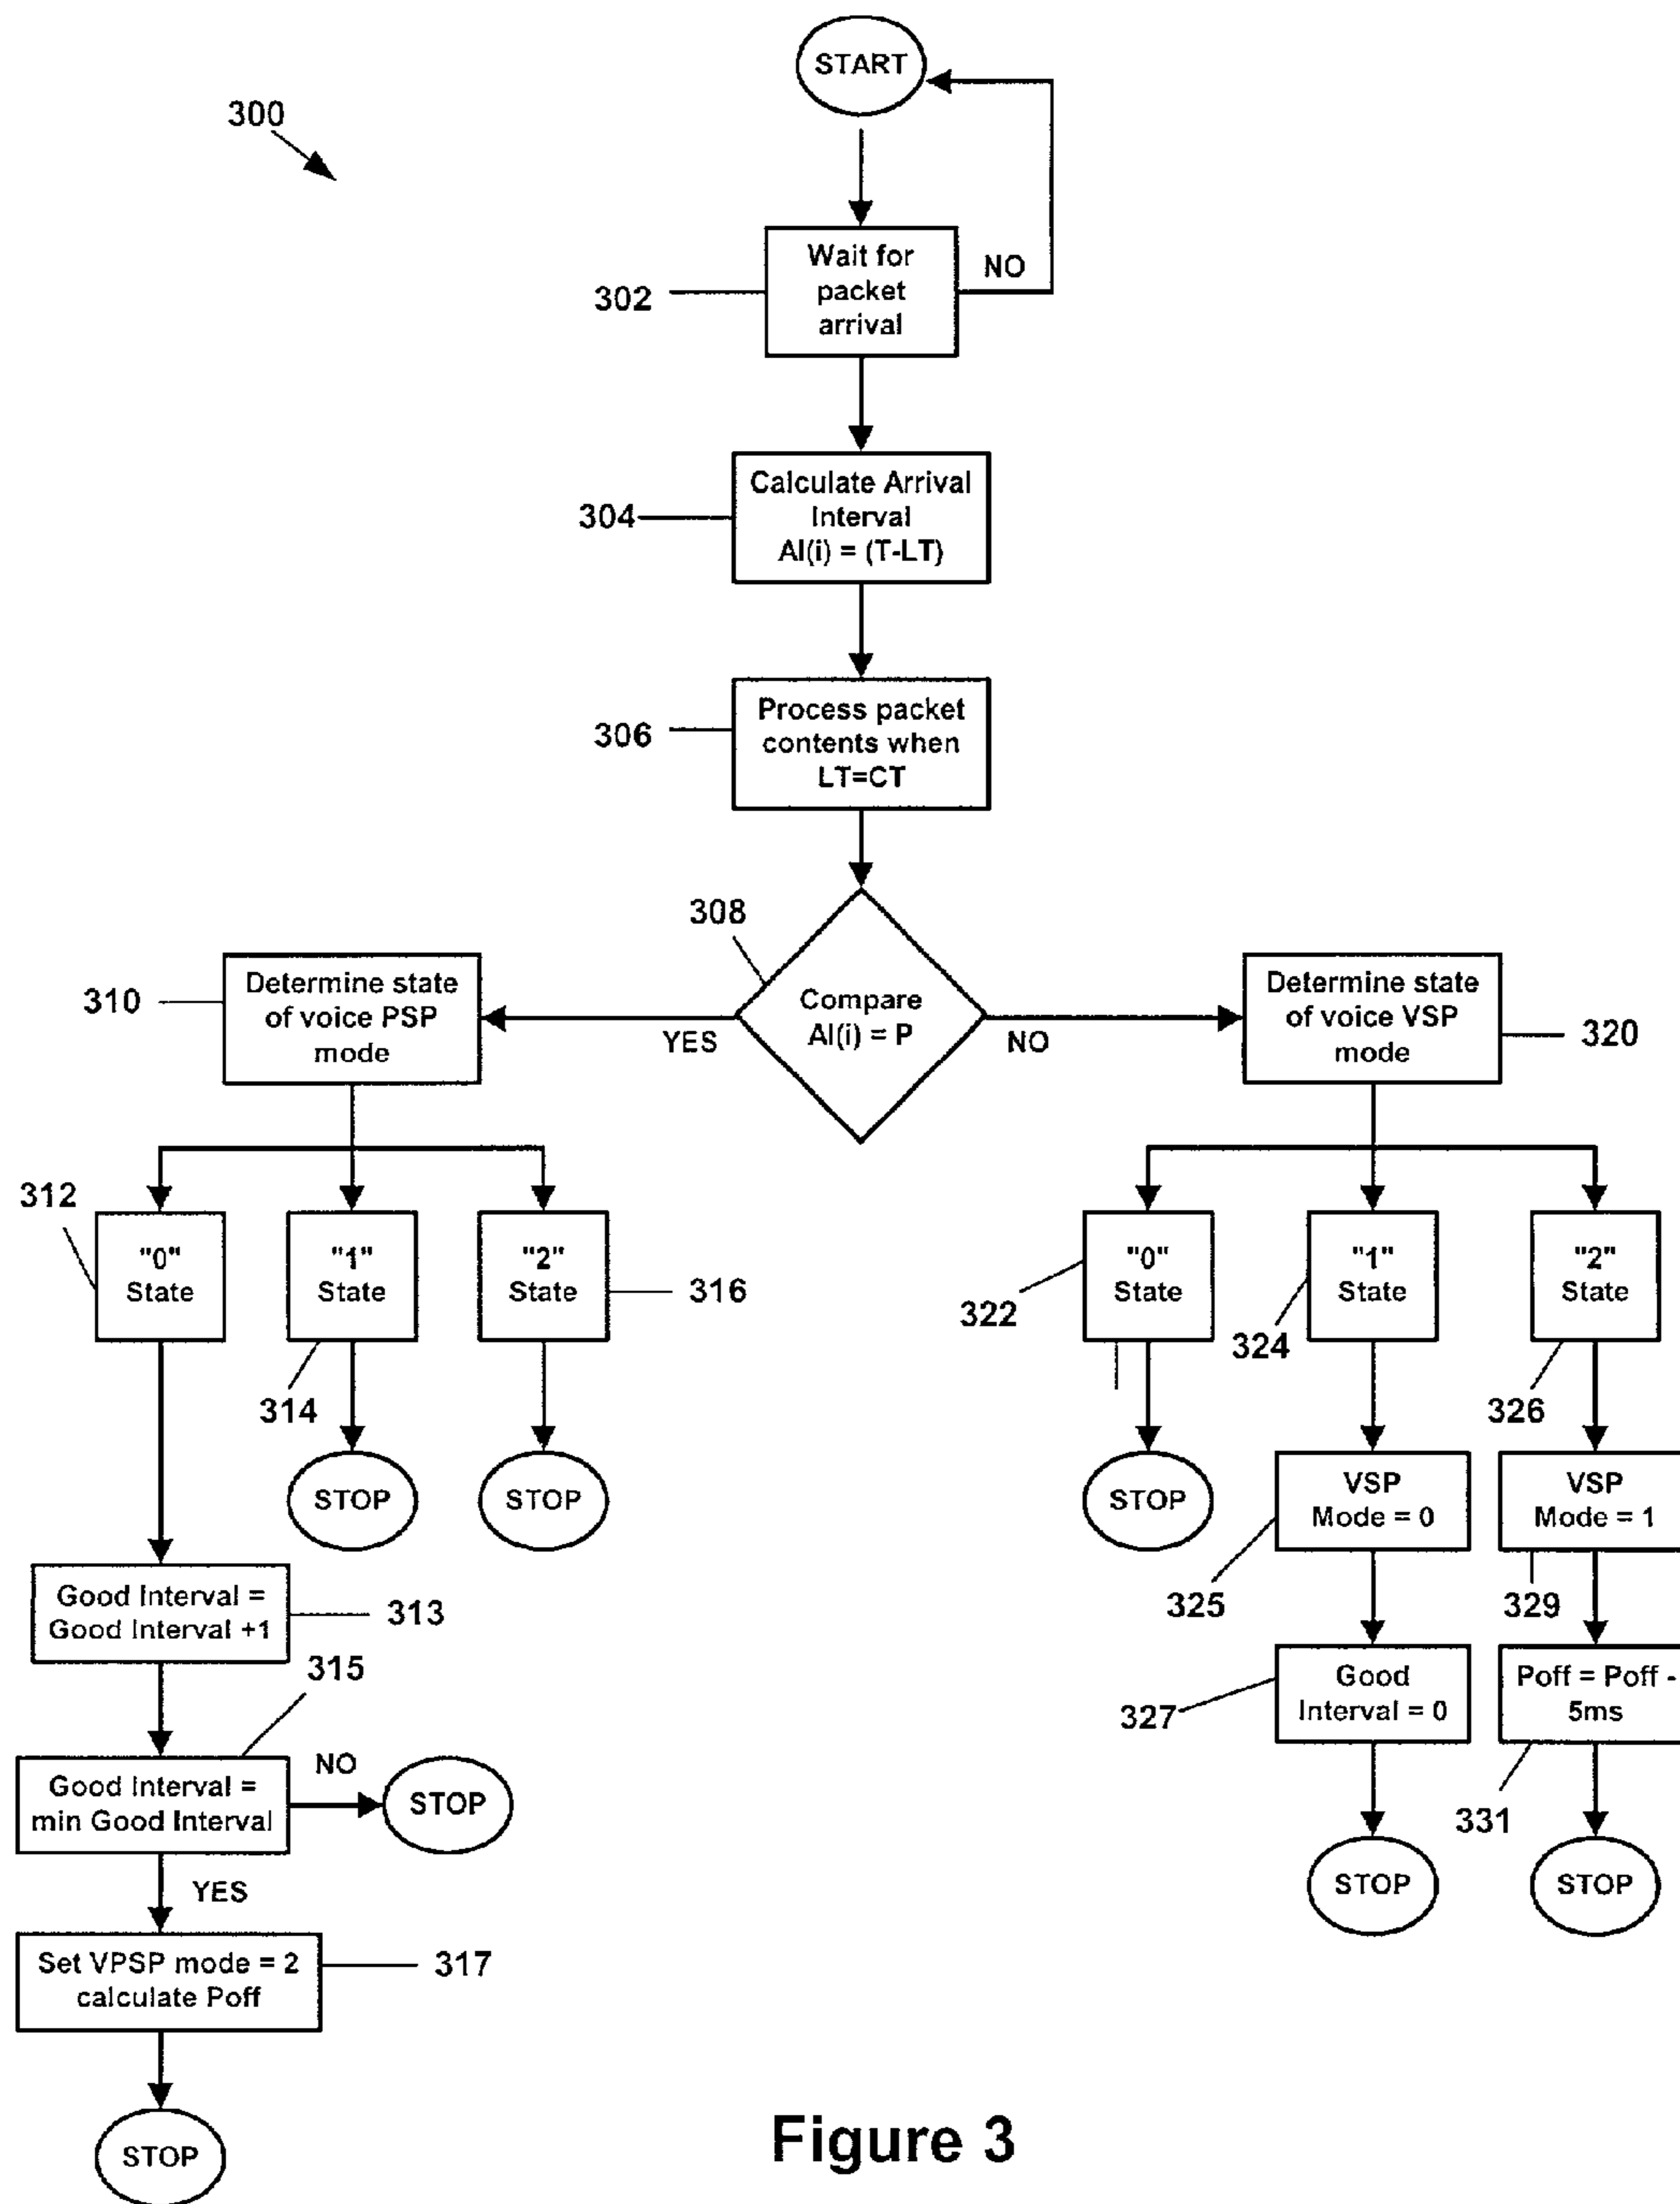 START
300
Wait for
packet
arrival
NO
302
Calculate Arrival
Interval
AI(i) = (T-LT)
304
Process packet
contents when
LT=CT
306
308
Compare
AI(i) = P
YES
NO
Determine state
of voice PSP
mode
310
Determine state
of voice VSP
mode
320
312
"0"
State
"1"
State
"2"
State
316
314
STOP
STOP
"0"
State
322
"1"
State
324
"2"
State
326
STOP
VSP
Mode = 0
325
VSP
Mode = 1
329
Good Interval =
Good Interval +1
313
315
Good Interval =
min Good Interval
NO
STOP
YES
Good
Interval = 0
327
Poff = Poff -
5ms
331
STOP
STOP
Set VPSP mode = 2
calculate Poff
317
STOP
Figure 3